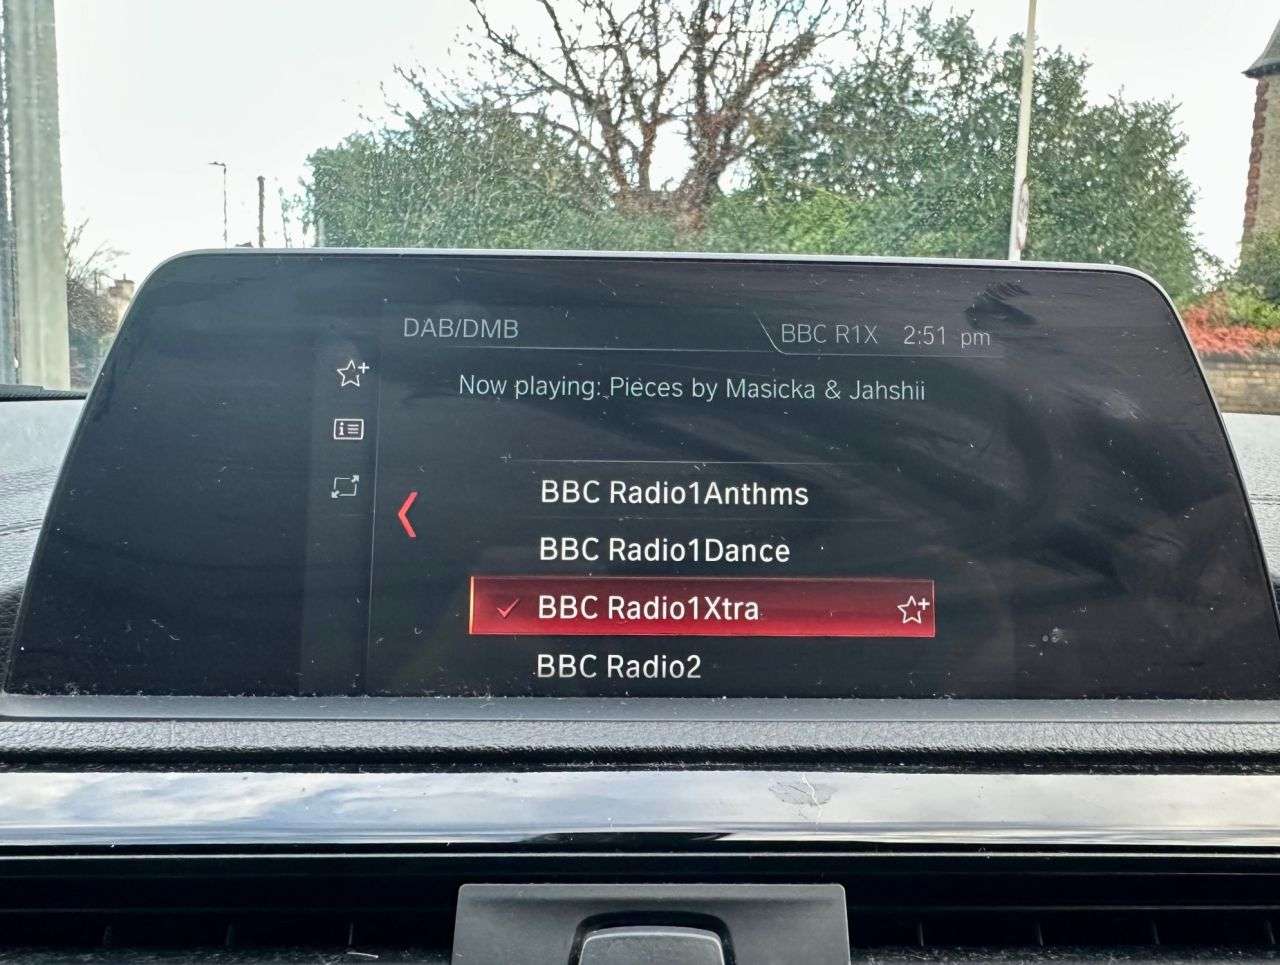 DAB/DMB
BBC R1X 2:51 pm
Now playing: Pieces by Masicka & Jahshii
BBC Radio1Anthms
BBC Radio1Dance
BBC Radio1Xtra
BBC Radio2